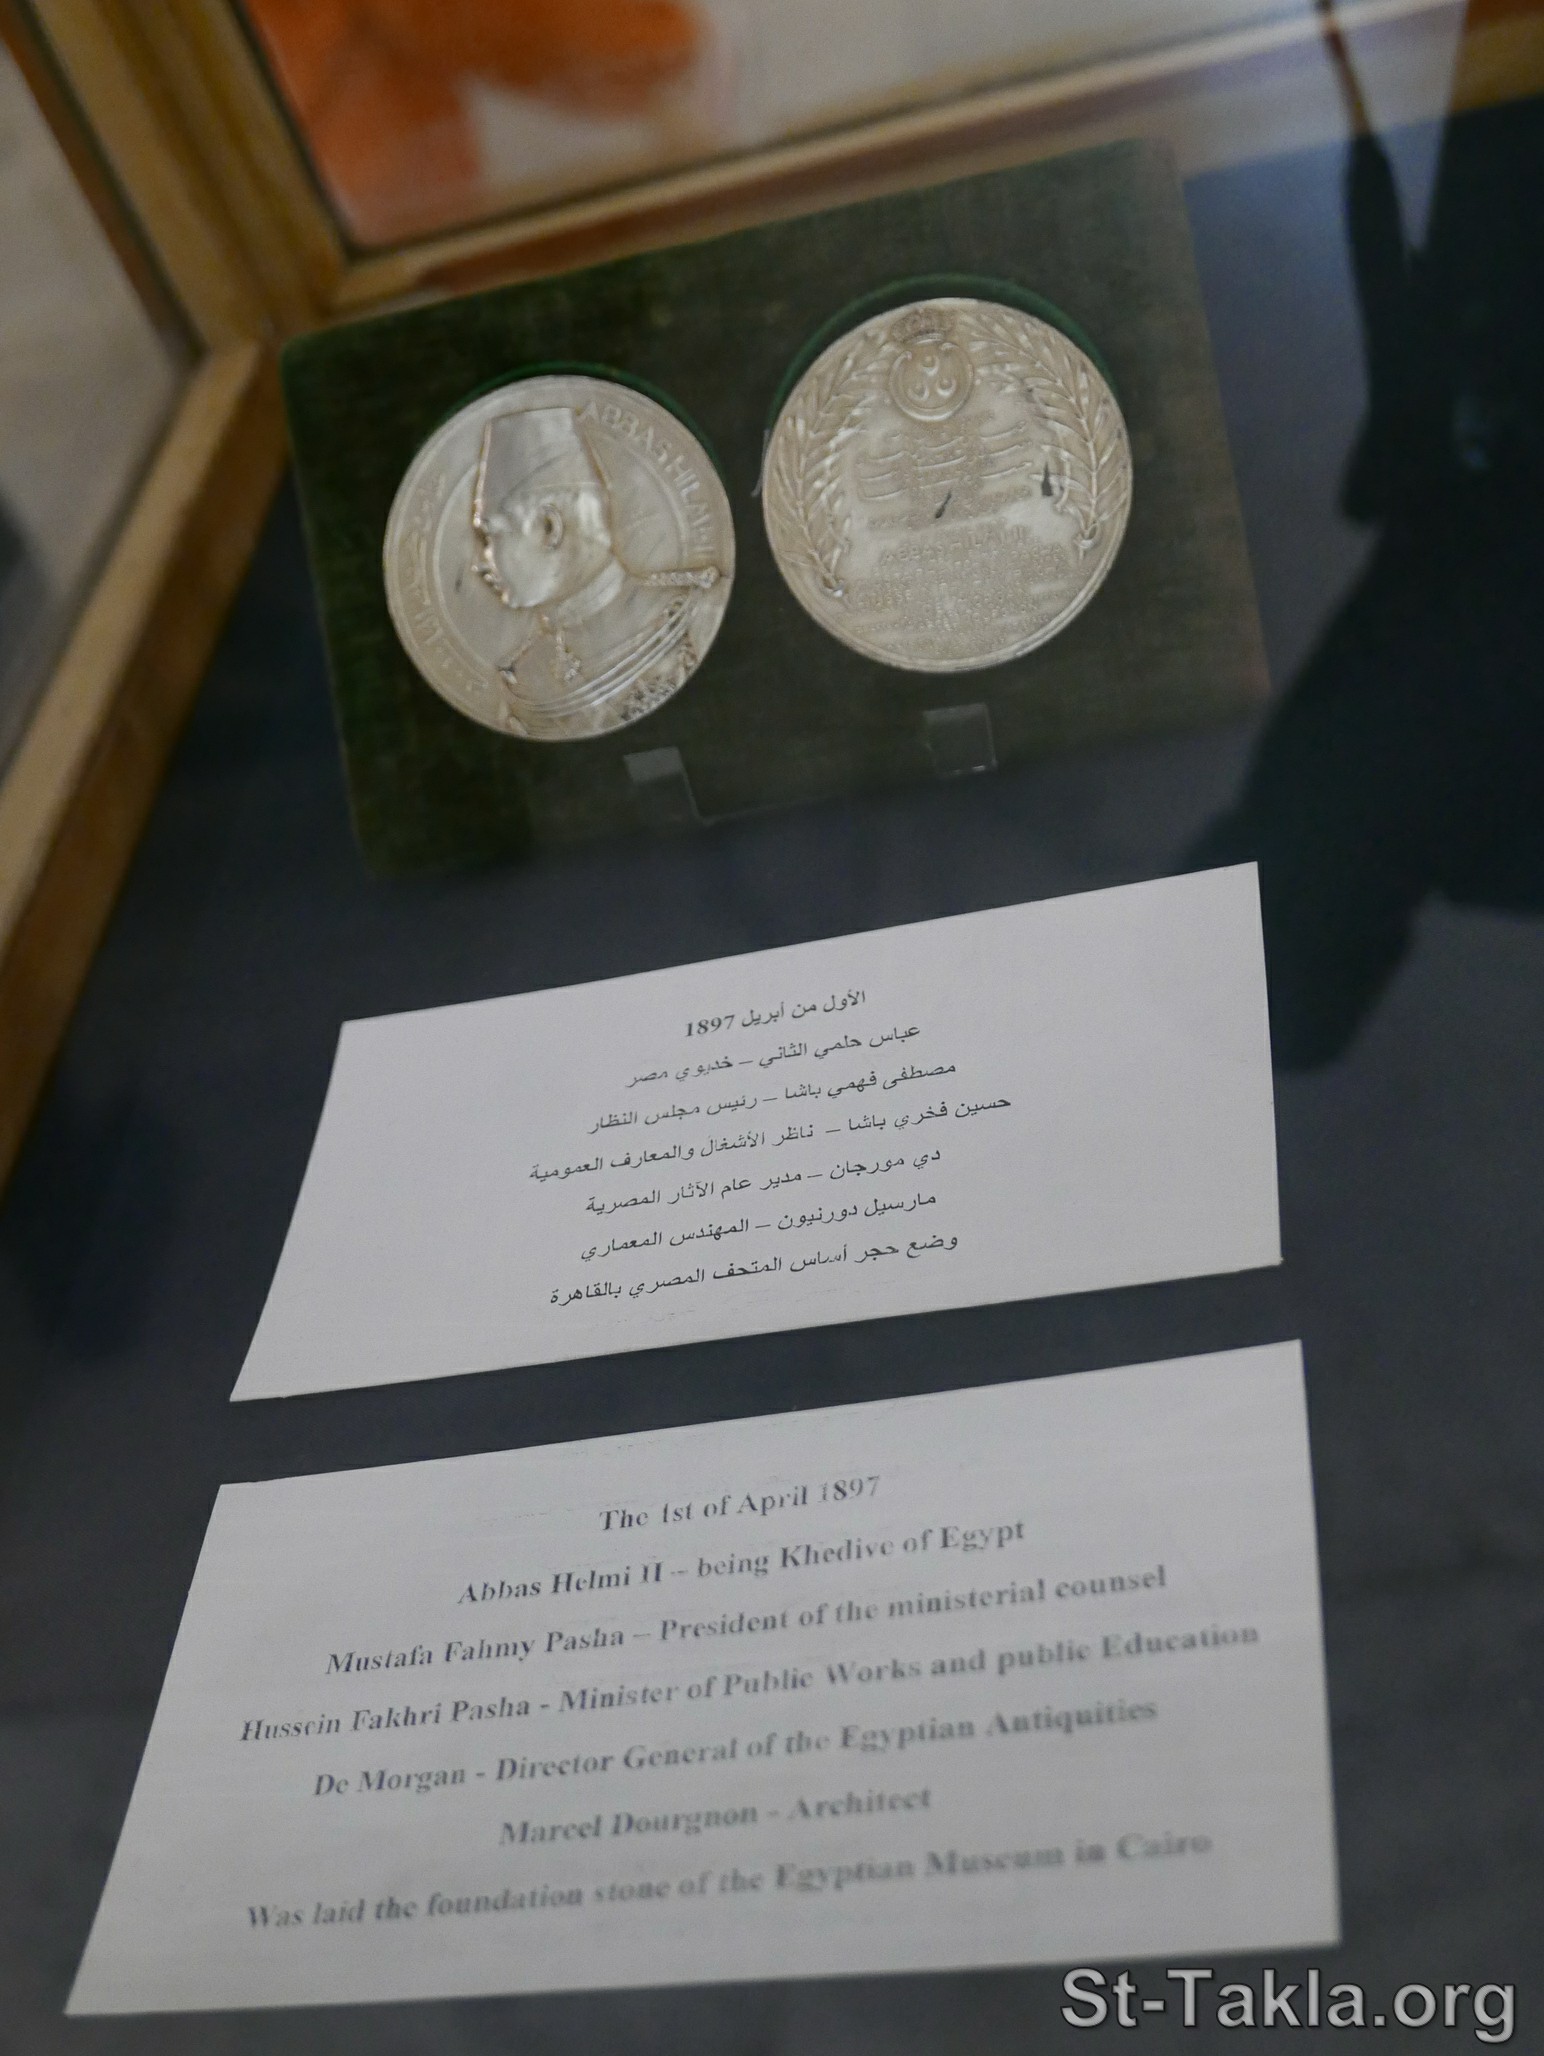 ABBAS HILMI II
ABBAS HILMI II
الأول من أبريل 1897
عباس حلمي الثاني – خديوي مصر
مصطفى فهمي باشا – رئيس مجلس النظار
حسين فخري باشا – ناظر الأشغال والمعارف العمومية
دي مورجان – مدير عام الآثار المصرية
مارسيل دورنيون – المهندس المعماري
وضع حجر أساس المتحف المصري بالقاهرة
The 1st of April 1897
Abbas Helmi II – being Khedive of Egypt
Mustafa Fahmy Pasha – President of the ministerial counsel
Hussein Fakhri Pasha - Minister of Public Works and public Education
De Morgan - Director General of the Egyptian Antiquities
Marcel Dourgnon - Architect
Was laid the foundation stone of the Egyptian Museum in Cairo
St-Takla.org